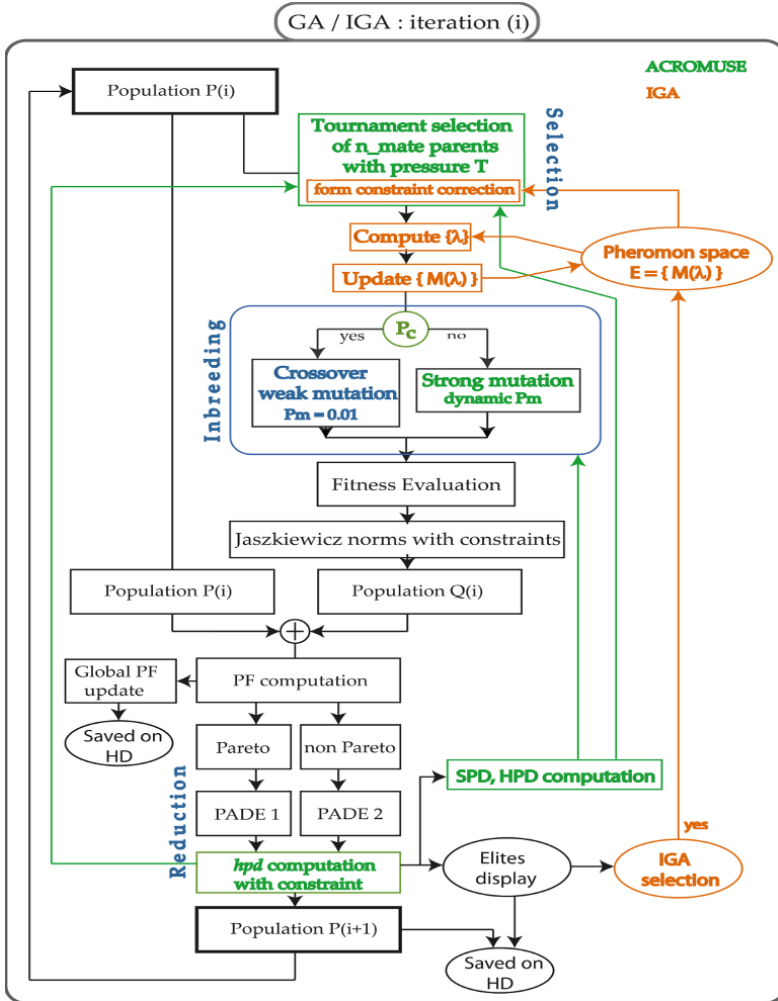 GA / IGA : iteration (i)
ACROMUSE
IGA
Population P(i)
Tournament selection
of n_mate parents
with pressure T
form constraint correction
Selection
Compute {λ}
Update { M(λ) }
Pheromon space
E = { M(λ) }
Pc
yes
no
Crossover
weak mutation
Pm = 0.01
Strong mutation
dynamic Pm
Inbreeding
Fitness Evaluation
Jaszkiewicz norms with constraints
Population P(i)
Population Q(i)
+
Global PF
update
PF computation
Saved on
HD
Pareto
non Pareto
SPD, HPD computation
PADE 1
PADE 2
Reduction
yes
hpd computation
with constraint
Elites
display
IGA
selection
Population P(i+1)
Saved on
HD